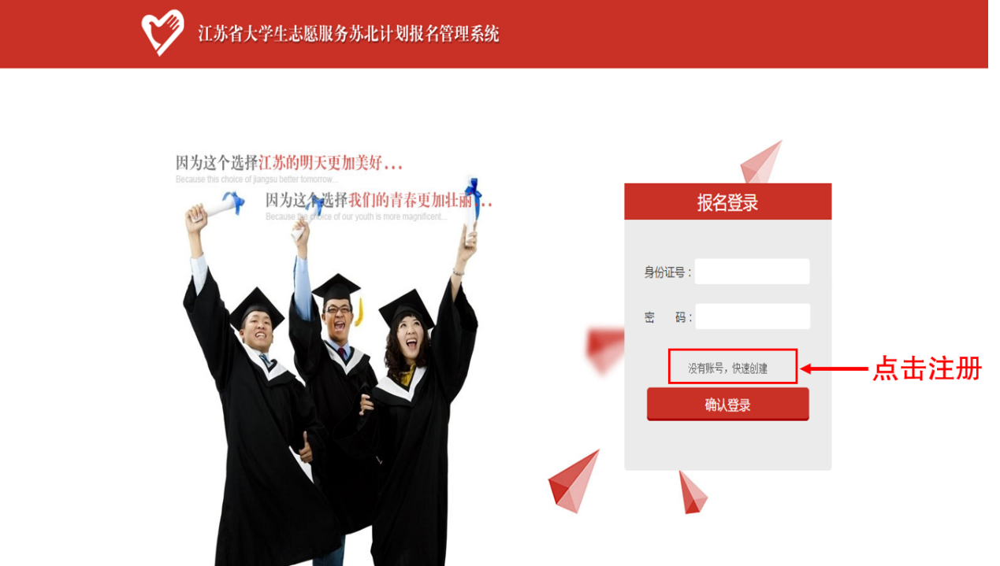 江苏省大学生志愿服务苏北计划报名管理系统
因为这个选择江苏的明天更加美好...
Because this choice of jiangsu better tomorrow...
因为这个选择我们的青春更加壮丽...
Because the choice of our youth is more magnificent...
报名登录
身份证号：
密　码：
没有账号，快速创建
点击注册
确认登录